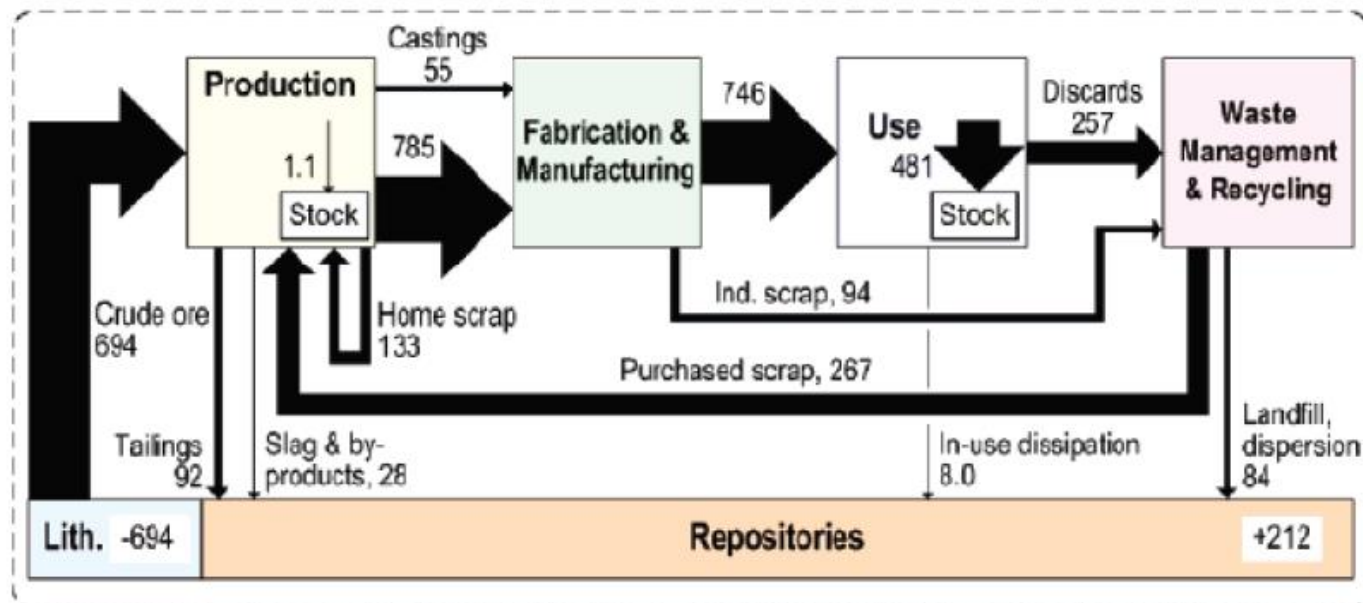 Castings
55
Production
1.1
Stock
785
Fabrication &
Manufacturing
746
Use
481
Stock
Discards
257
Waste
Management
& Recycling
Crude ore
694
Home scrap
133
Ind. scrap, 94
Purchased scrap, 267
Tailings
92
Slag & by-
products, 28
In-use dissipation
8.0
Landfill,
dispersion
84
Lith. -694
Repositories
+212